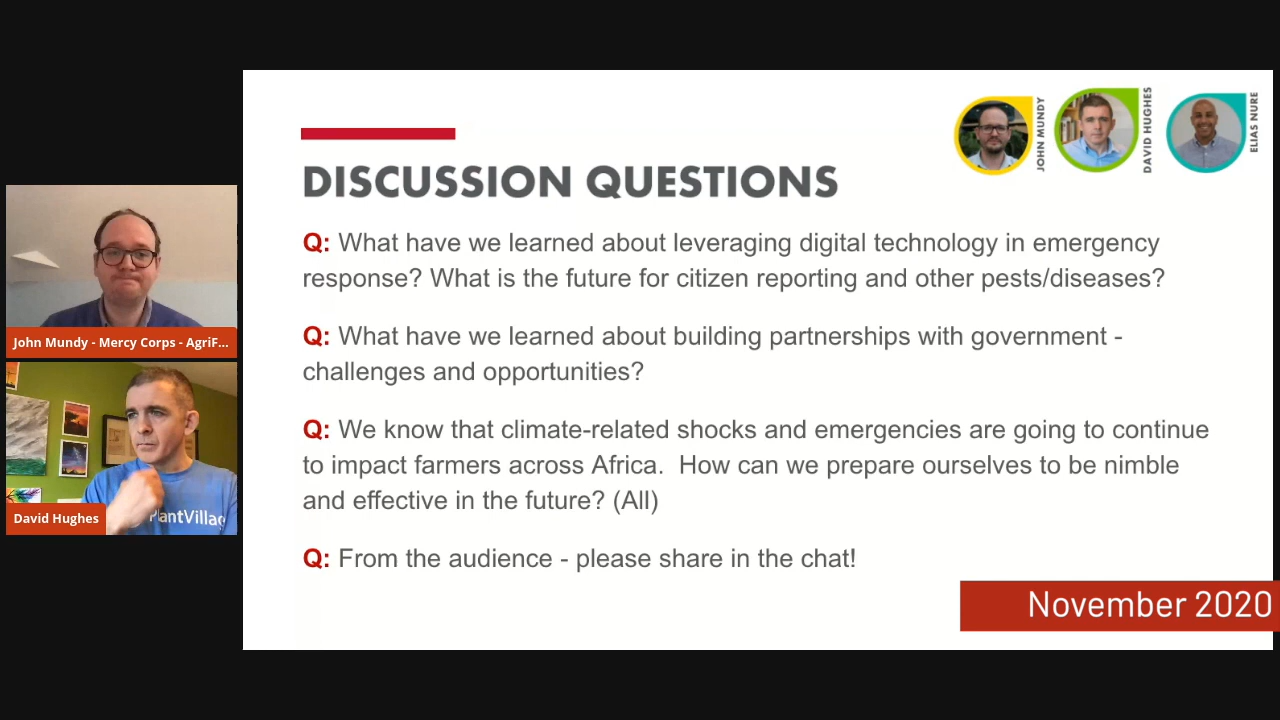 JOHN MUNDY
DAVID HUGHES
ELIAS NURE
DISCUSSION QUESTIONS
Q: What have we learned about leveraging digital technology in emergency
response? What is the future for citizen reporting and other pests/diseases?
Q: What have we learned about building partnerships with government -
challenges and opportunities?
Q: We know that climate-related shocks and emergencies are going to continue
to impact farmers across Africa.  How can we prepare ourselves to be nimble
and effective in the future? (All)
Q: From the audience - please share in the chat!
November 2020
John Mundy - Mercy Corps - AgriF...
David Hughes
PlantVillag